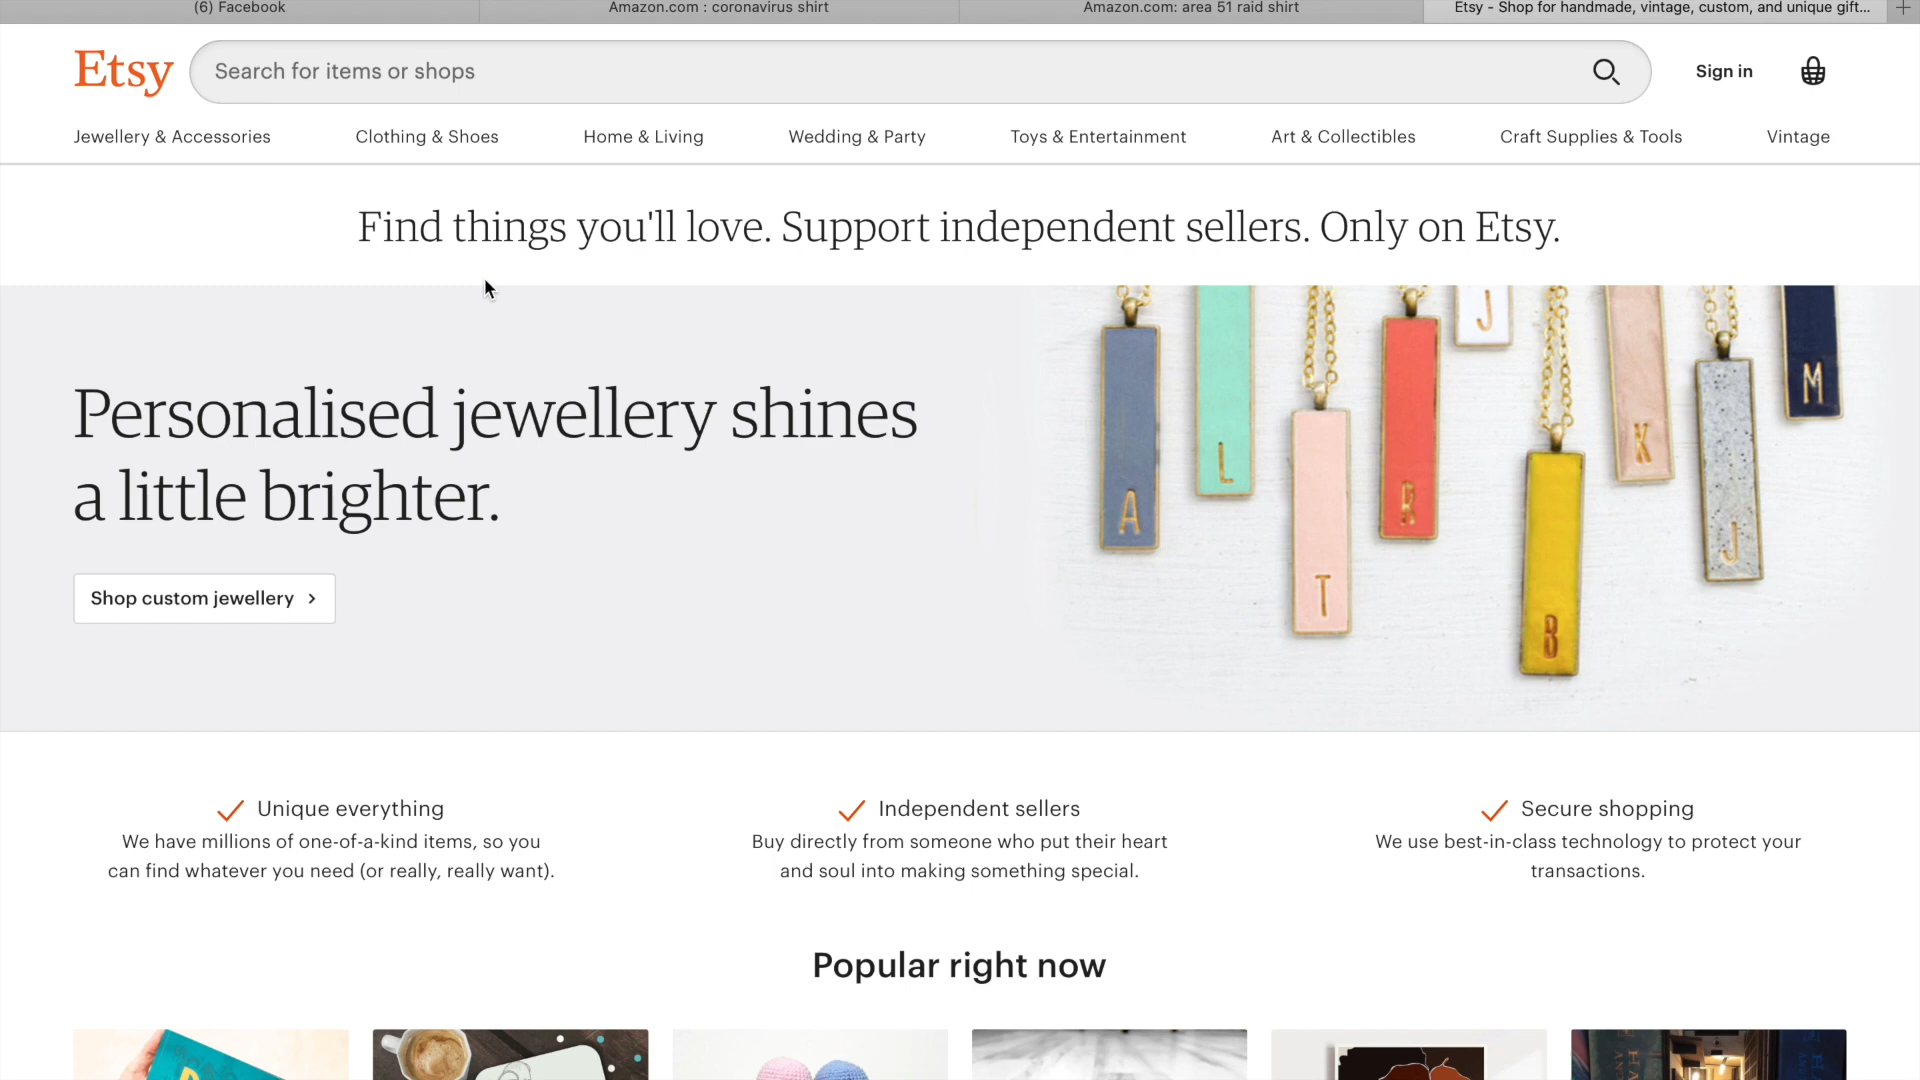 (6) Facebook
Amazon.com : coronavirus shirt
Amazon.com: area 51 raid shirt
Etsy - Shop for handmade, vintage, custom, and unique gift...
Etsy
Search for items or shops
Sign in
Jewellery & Accessories
Clothing & Shoes
Home & Living
Wedding & Party
Toys & Entertainment
Art & Collectibles
Craft Supplies & Tools
Vintage
Find things you'll love. Support independent sellers. Only on Etsy.
Personalised jewellery shines
a little brighter.
Shop custom jewellery
A
L
T
R
J
B
K
J
M
Unique everything
We have millions of one-of-a-kind items, so you
can find whatever you need (or really, really want).
Independent sellers
Buy directly from someone who put their heart
and soul into making something special.
Secure shopping
We use best-in-class technology to protect your
transactions.
Popular right now